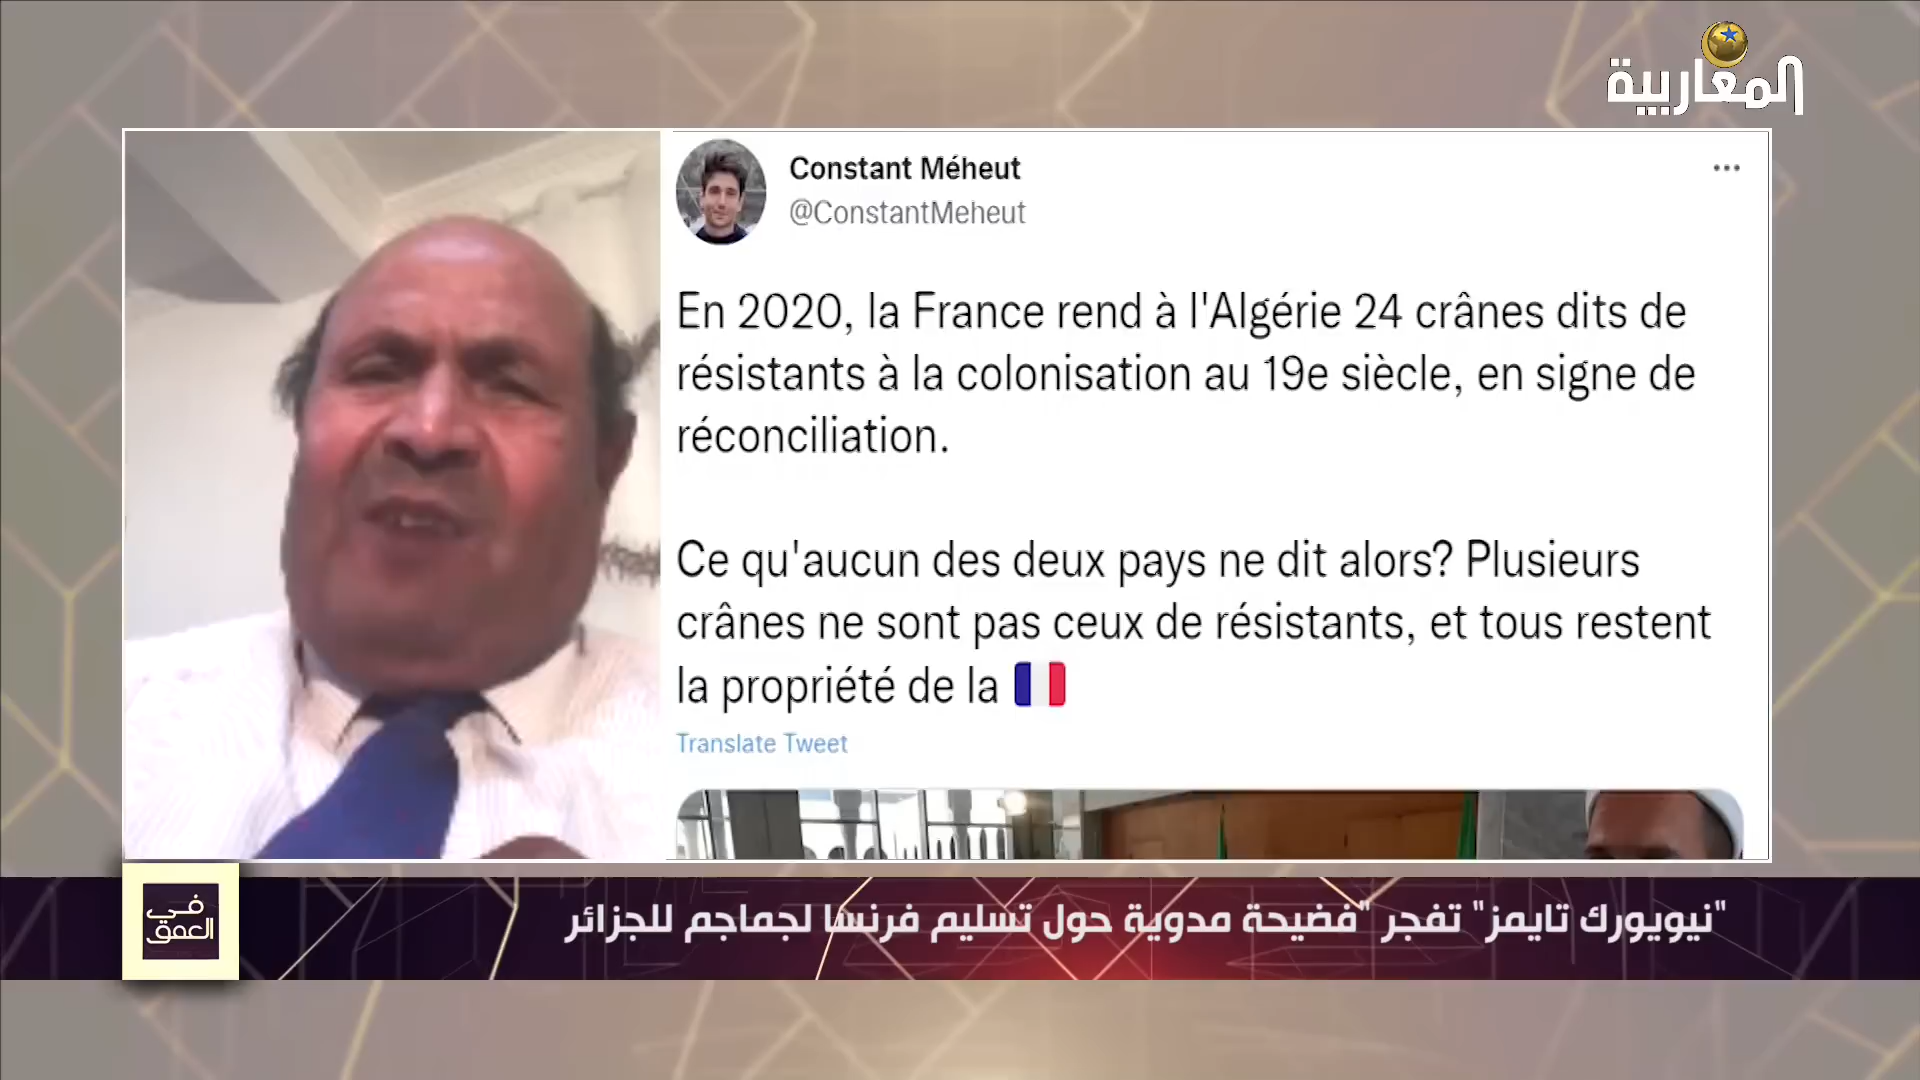 المغاربية
Constant Méheut
@ConstantMeheut
En 2020, la France rend à l'Algérie 24 crânes dits de
résistants à la colonisation au 19e siècle, en signe de
réconciliation.
Ce qu'aucun des deux pays ne dit alors? Plusieurs
crânes ne sont pas ceux de résistants, et tous restent
la propriété de la 🇫🇷
Translate Tweet
"نيويورك تايمز" تفجر "فضيحة مدوية حول تسليم فرنسا لجماجم للجزائر
في
العمق